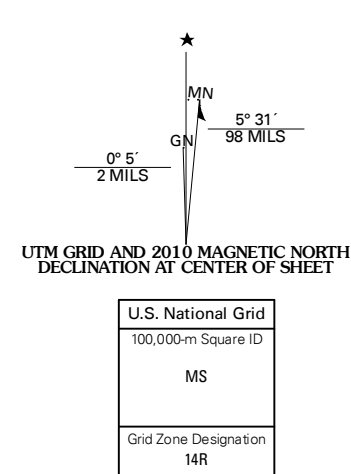 MN
5° 31´
98 MILS
GN
0° 5´
2 MILS
UTM GRID AND 2010 MAGNETIC NORTH
DECLINATION AT CENTER OF SHEET
U.S. National Grid
100,000-m Square ID
MS
Grid Zone Designation
14R